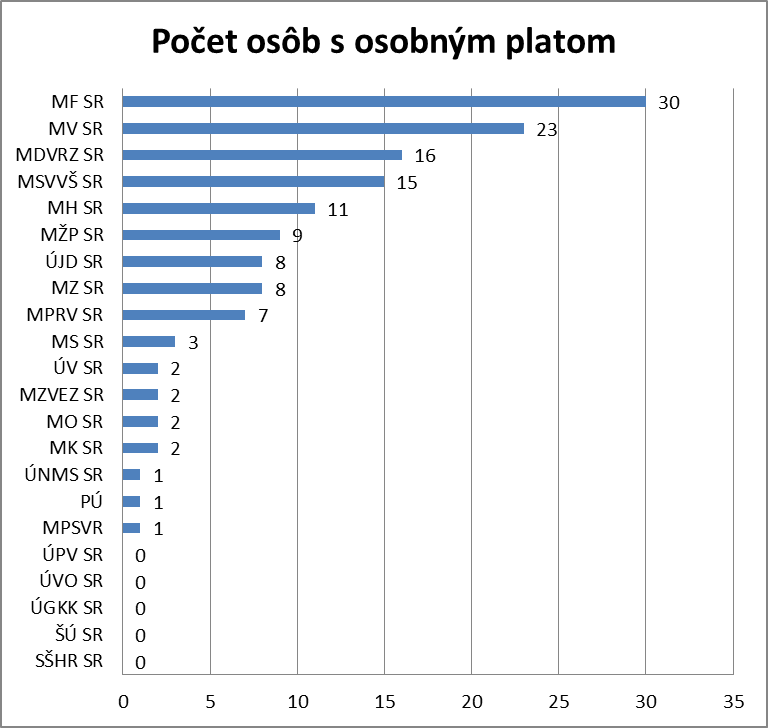 Počet osôb s osobným platom
MF SR 30
MV SR 23
MDVRZ SR 16
MSVVŠ SR 15
MH SR 11
MŽP SR 9
ÚJD SR 8
MZ SR 8
MPRV SR 7
MS SR 3
ÚV SR 2
MZVEZ SR 2
MO SR 2
MK SR 2
ÚNMS SR 1
PÚ 1
MPSVR 1
ÚPV SR 0
ÚVO SR 0
ÚGKK SR 0
ŠÚ SR 0
SŠHR SR 0
0 5 10 15 20 25 30 35